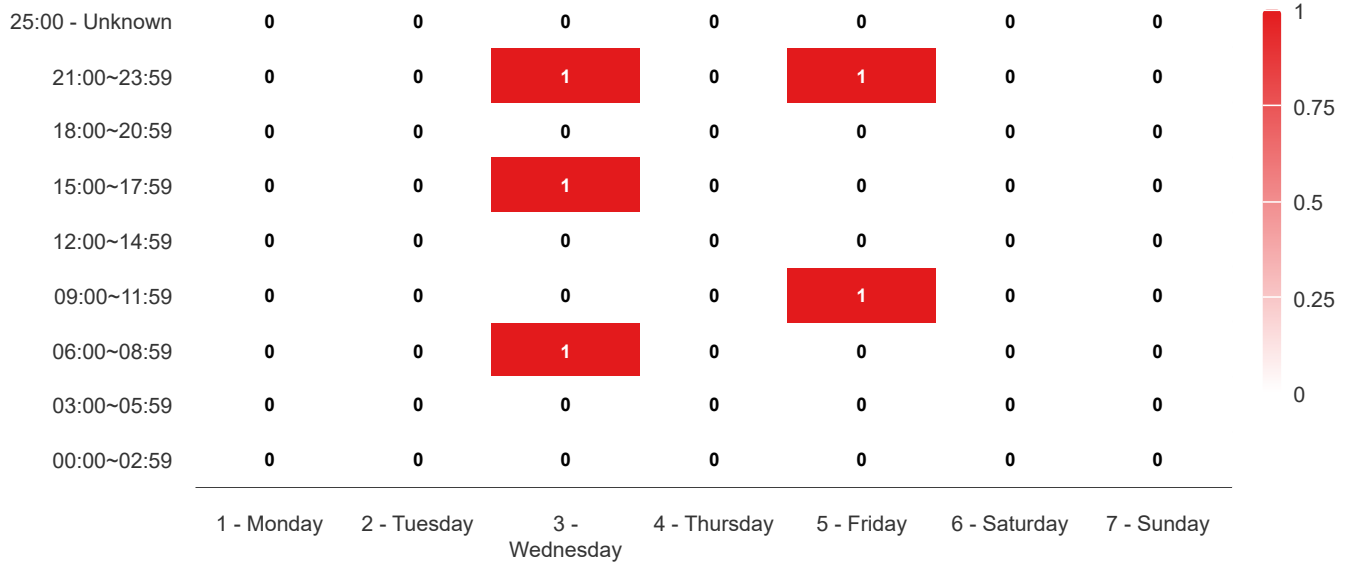 25:00 - Unknown 0 0 0 0 0 0 0
21:00~23:59 0 0 1 0 1 0 0
18:00~20:59 0 0 0 0 0 0 0
15:00~17:59 0 0 1 0 0 0 0
12:00~14:59 0 0 0 0 0 0 0
09:00~11:59 0 0 0 0 1 0 0
06:00~08:59 0 0 1 0 0 0 0
03:00~05:59 0 0 0 0 0 0 0
00:00~02:59 0 0 0 0 0 0 0
1 - Monday 2 - Tuesday 3 - 4 - Thursday 5 - Friday 6 - Saturday 7 - Sunday
Wednesday
1
0.75
0.5
0.25
0